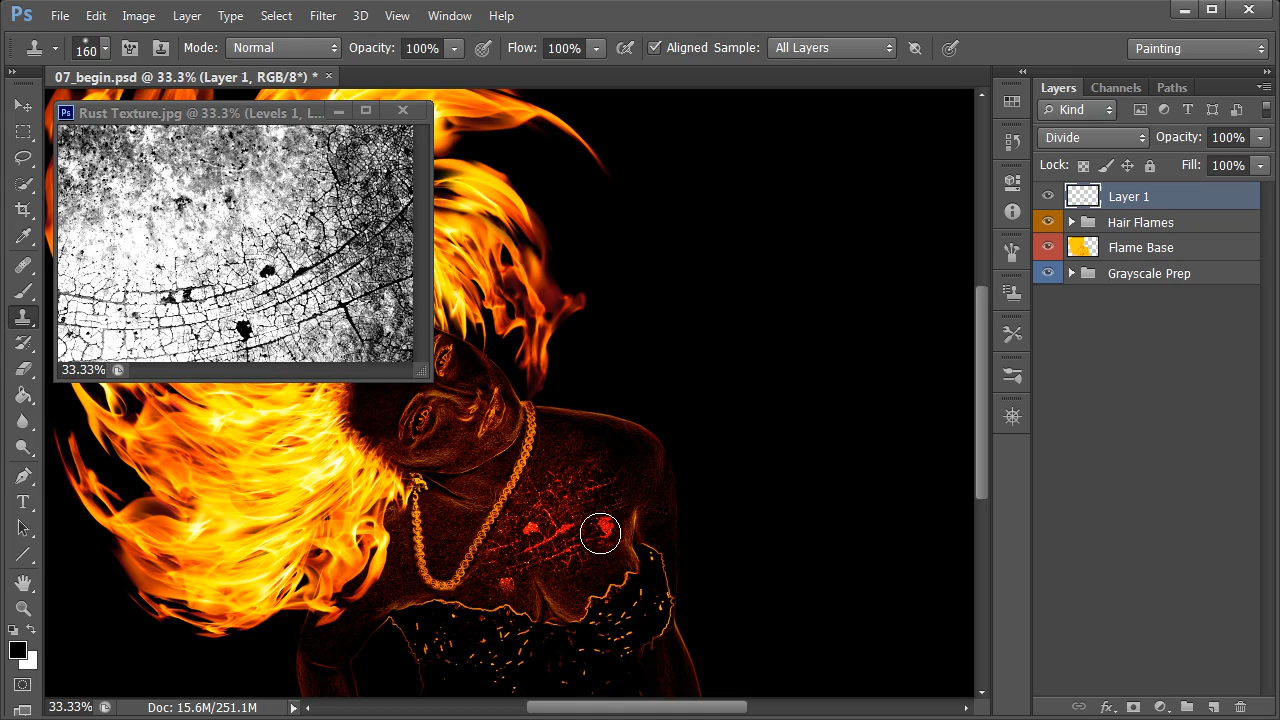 Ps File Edit Image Layer Type Select Filter 3D View Window Help
160 Mode: Normal Opacity: 100% Flow: 100% Aligned Sample: All Layers Painting
07_begin.psd @ 33.3% (Layer 1, RGB/8*) * ×
Ps Rust Texture.jpg @ 33.3% (Levels 1, L...
33.33%
Layers Channels Paths
Kind
Divide Opacity: 100%
Lock: Fill: 100%
Layer 1
Hair Flames
Flame Base
Grayscale Prep
T
33.33% Doc: 15.6M/251.1M
fx